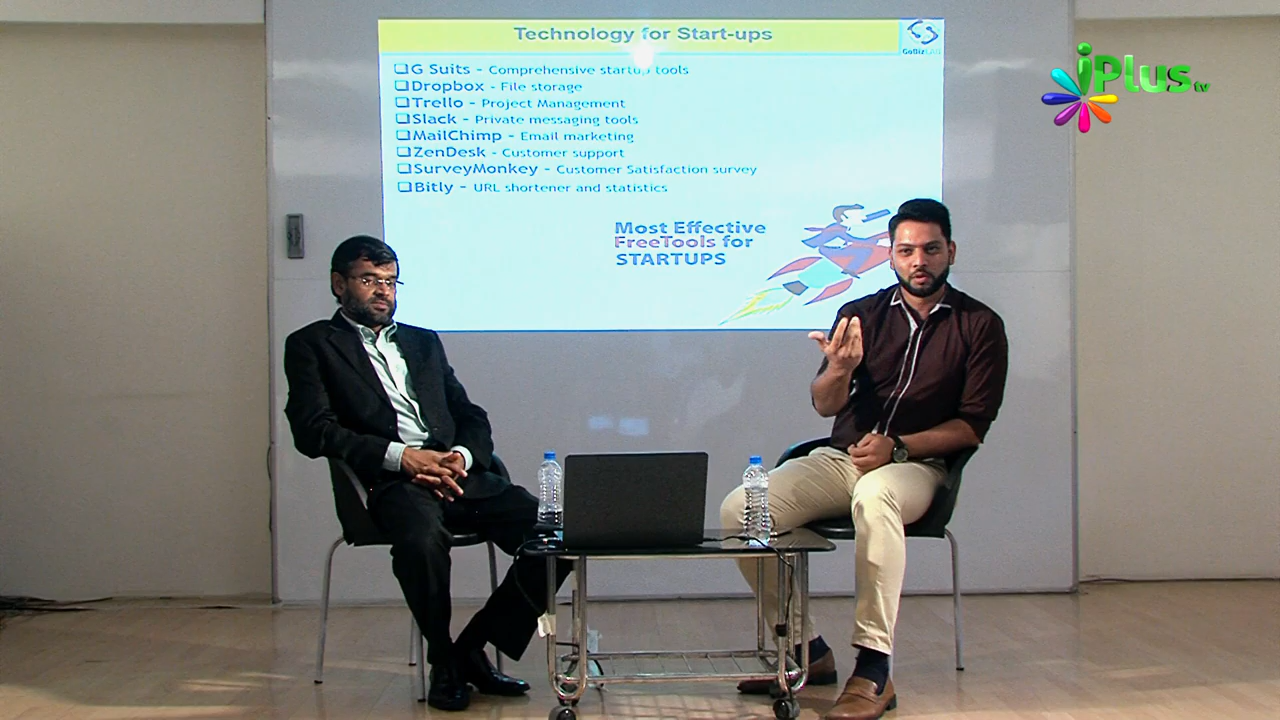 Technology for Start-ups
GoBizLAB
iPlus tv
❑G Suits - Comprehensive startup tools
❑Dropbox - File storage
❑Trello - Project Management
❑Slack - Private messaging tools
❑MailChimp - Email marketing
❑ZenDesk - Customer support
❑SurveyMonkey - Customer Satisfaction survey
❑Bitly - URL shortener and statistics
Most Effective
FreeTools for
STARTUPS